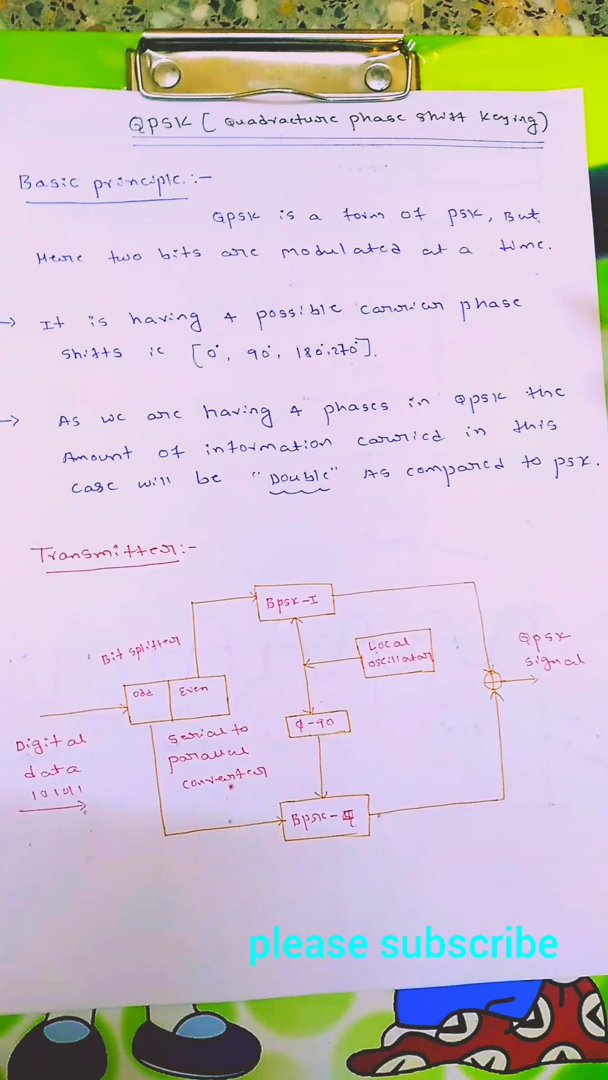 QPSK [ Quadracture phase shift keying)
Basic principle.:-
QPSK is a form of PSK, But
Here two bits are modulated at a time.
→ It is having 4 possible carrier phase
shifts ie [0°, 90°, 180°, 270°].
→ As we are having 4 phases in QPSK the
Amount of information carried in this
case will be "Double" As compared to PSK.
Transmitter:-
Bpsk-I
Bit splitter
Local
oscillator
QPSK
signal
odd
Even
φ-90
Digital
data
101011
Serial to
parallel
converter
Bpsk-
please subscribe